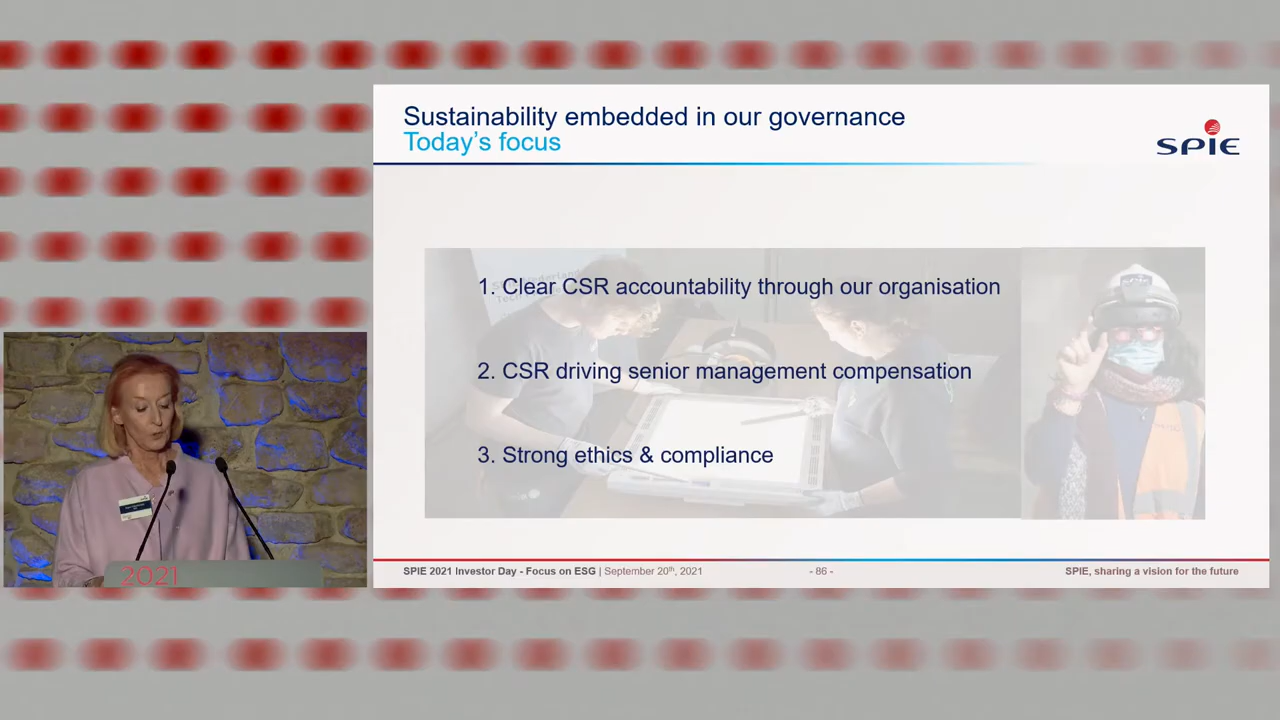 Sustainability embedded in our governance
Today's focus
SPIE
1. Clear CSR accountability through our organisation
2. CSR driving senior management compensation
3. Strong ethics & compliance
SPIE 2021 Investor Day - Focus on ESG | September 20th, 2021
- 86 -
SPIE, sharing a vision for the future
2021